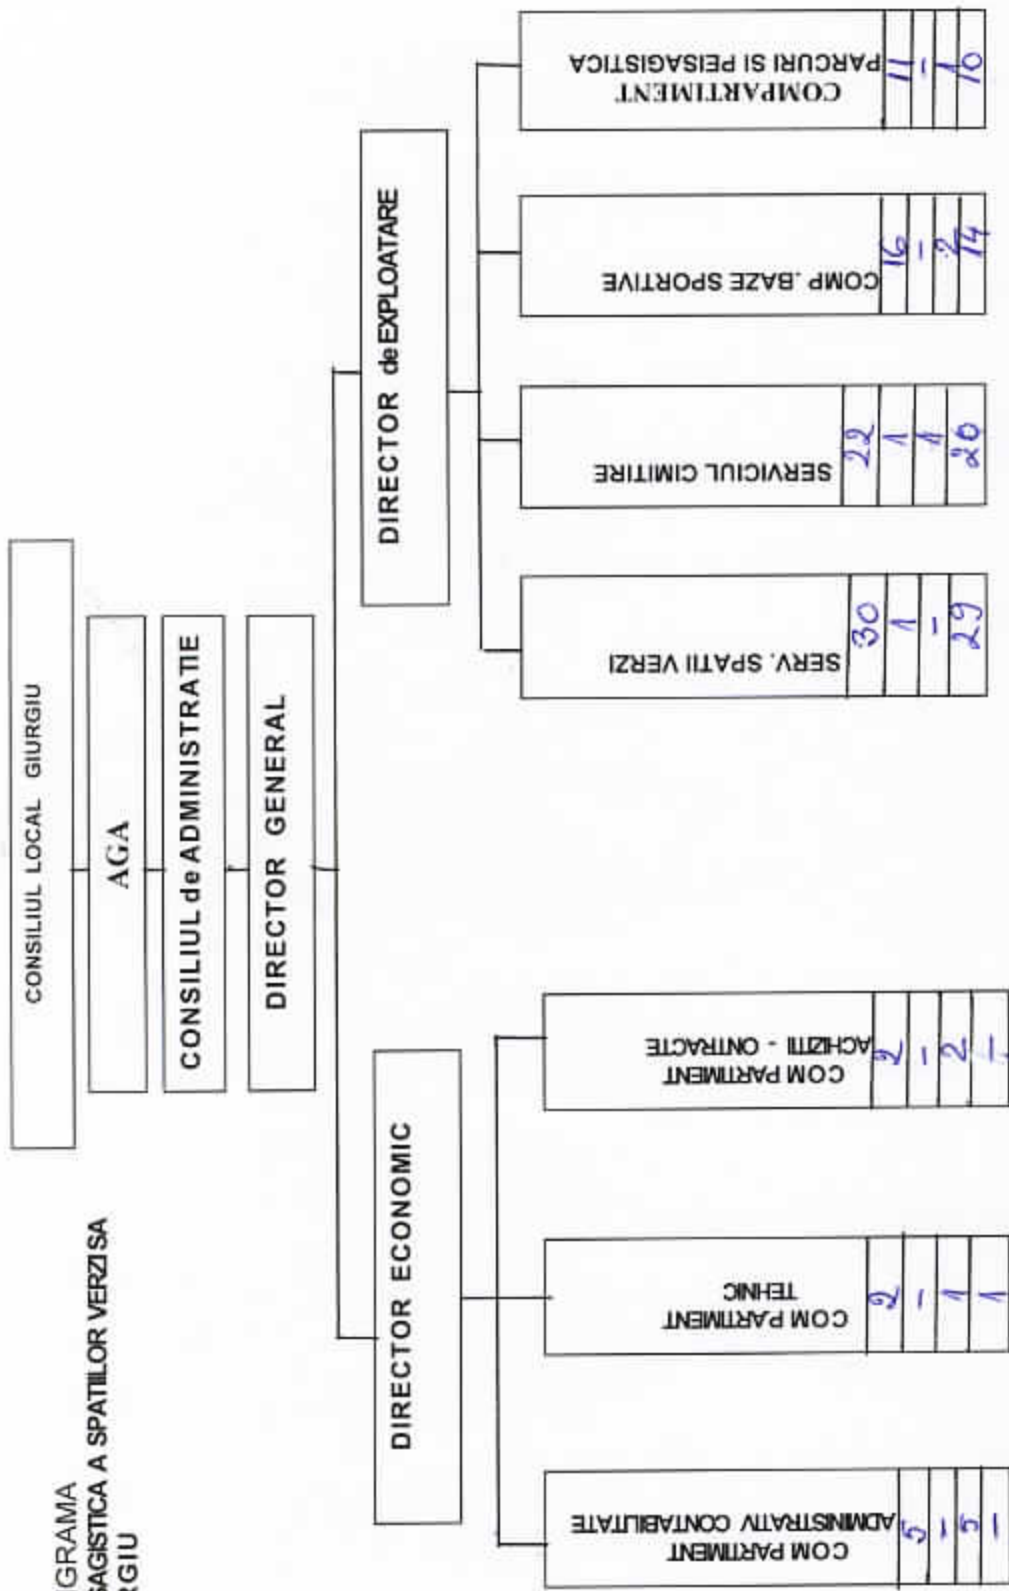 GRAMA
SAGISTICA A SPATIILOR VERZI SA
RGIU
CONSILIUL LOCAL GIURGIU
AGA
CONSILIUL de ADMINISTRATIE
DIRECTOR GENERAL
DIRECTOR ECONOMIC
DIRECTOR de EXPLOATARE
COM PARTIMENT
ADMINISTRATIV CONTABILITATE
5
-
5
-
COM PARTIMENT
TEHNIC
2
-
1
1
COM PARTIMENT
ACHIZITII - ONTRACTE
2
-
2
-
SERV. SPATII VERZI
30
1
-
29
SERVICIUL CIMITIRE
22
1
1
20
COMP. BAZE SPORTIVE
16
-
2
14
COMPARTIMENT
PARCURI SI PEISAGISTICA
11
-
1
10